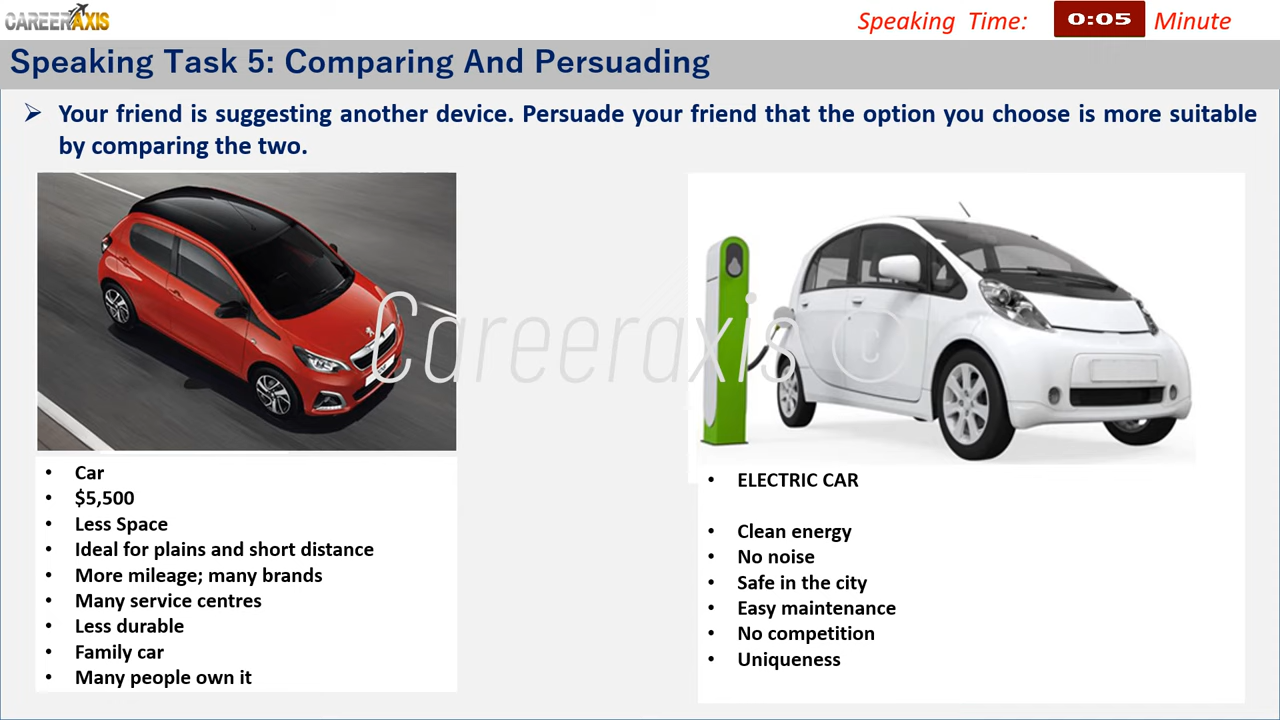 CAREERAXIS
Speaking Time: 0:05 Minute
Speaking Task 5: Comparing And Persuading
Your friend is suggesting another device. Persuade your friend that the option you choose is more suitable
by comparing the two.
Careeraxis ©
• Car
• $5,500
• Less Space
• Ideal for plains and short distance
• More mileage; many brands
• Many service centres
• Less durable
• Family car
• Many people own it
• ELECTRIC CAR
• Clean energy
• No noise
• Safe in the city
• Easy maintenance
• No competition
• Uniqueness